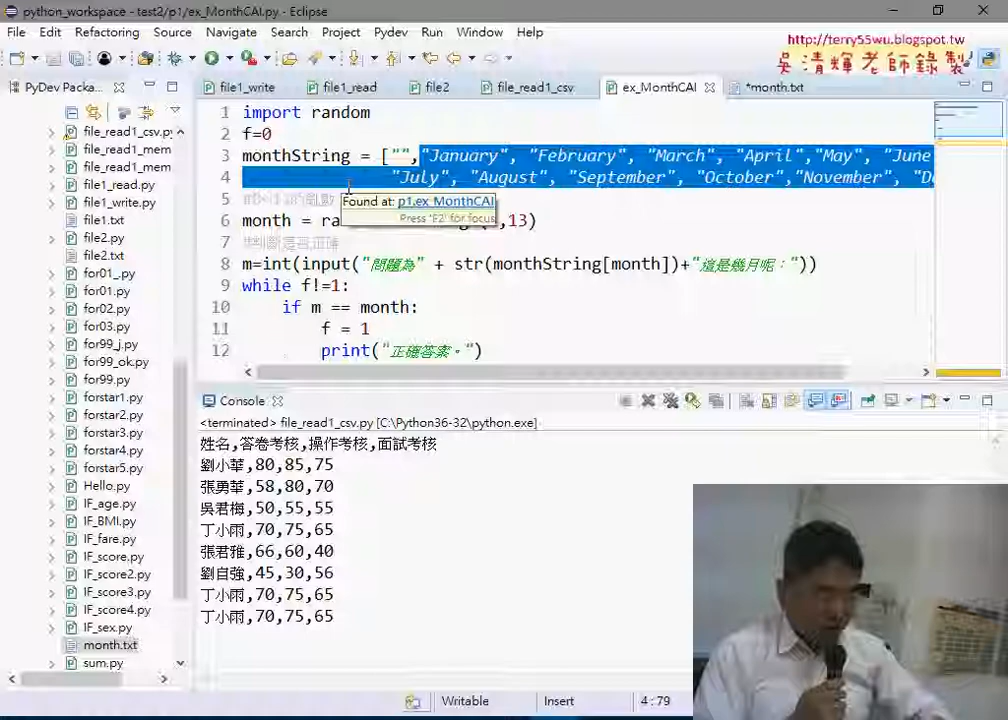 python_workspace - test2/p1/ex_MonthCAI.py - Eclipse
File Edit Source Refactoring Navigate Search Project Pydev Run Window Help
http://terry55wu.blogspot.tw
吳清輝老師錄製
PyDev Packa...
file1_write
file1_read
file2
file_read1_csv
ex_MonthCAI
*month.txt
file_read1_csv.py
file_read1_mem
file_read1_mem
file1_read.py
file1_write.py
file1.txt
file2.py
file2.txt
for01_.py
for01.py
for02.py
for03.py
for99_j.py
for99_ok.py
for99.py
forstar1.py
forstar2.py
forstar3.py
forstar4.py
forstar5.py
Hello.py
IF_age.py
IF_BMI.py
IF_fare.py
IF_score.py
IF_score2.py
IF_score3.py
IF_score4.py
IF_sex.py
month.txt
sum.py
1 import random
2 f=0
3 monthString = ["","January", "February", "March", "April","May", "June
4 "July", "August", "September", "October","November", "De
5
Found at: p1.ex_MonthCAI
Press 'F2' for focus
6 month = ra ,13)
7 #判斷是否正確
8 m=int(input("問題為" + str(monthString[month])+"這是幾月呢："))
9 while f!=1:
10 if m == month:
11 f = 1
12 print("正確答案。")
Console
<terminated> file_read1_csv.py [C:\Python36-32\python.exe]
姓名,答卷考核,操作考核,面試考核
劉小華,80,85,75
張勇華,58,80,70
吳君梅,50,55,55
丁小雨,70,75,65
張君雅,66,60,40
劉自強,45,30,56
丁小雨,70,75,65
丁小雨,70,75,65
Writable Insert 4:79